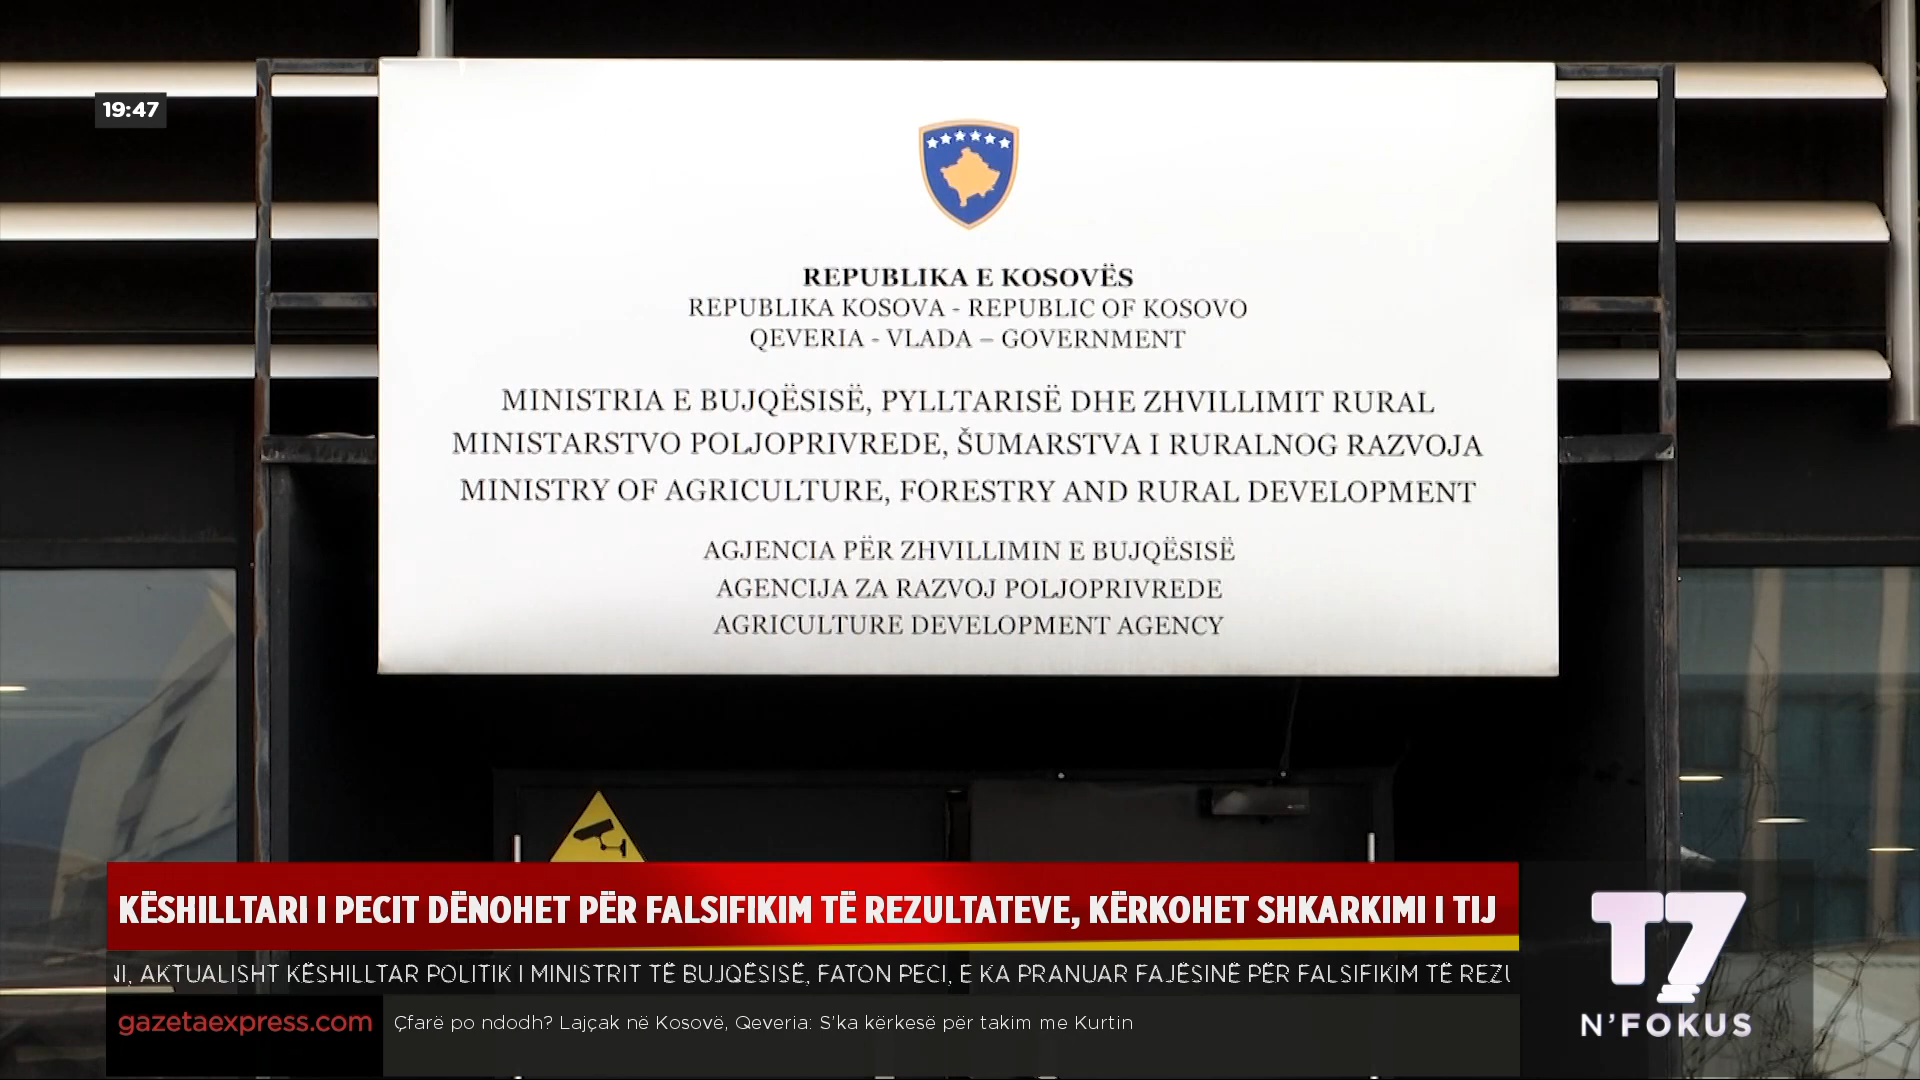 19:47
REPUBLIKA E KOSOVËS
REPUBLIKA KOSOVA - REPUBLIC OF KOSOVO
QEVERIA - VLADA – GOVERNMENT
MINISTRIA E BUJQËSISË, PYLLTARISË DHE ZHVILLIMIT RURAL
MINISTARSTVO POLJOPRIVREDE, ŠUMARSTVA I RURALNOG RAZVOJA
MINISTRY OF AGRICULTURE, FORESTRY AND RURAL DEVELOPMENT
AGJENCIA PËR ZHVILLIMIN E BUJQËSISË
AGENCIJA ZA RAZVOJ POLJOPRIVREDE
AGRICULTURE DEVELOPMENT AGENCY
KËSHILLTARI I PECIT DËNOHET PËR FALSIFIKIM TË REZULTATEVE, KËRKOHET SHKARKIMI I TIJ
AKTUALISHT KËSHILLTAR POLITIK I MINISTRIT TË BUJQËSISË, FATON PECI, E KA PRANUAR FAJËSINË PËR FALSIFIKIM TË
gazetaexpress.com Çfarë po ndodh? Lajçak në Kosovë, Qeveria: S'ka kërkesë për takim me Kurtin
T7
N'FOKUS